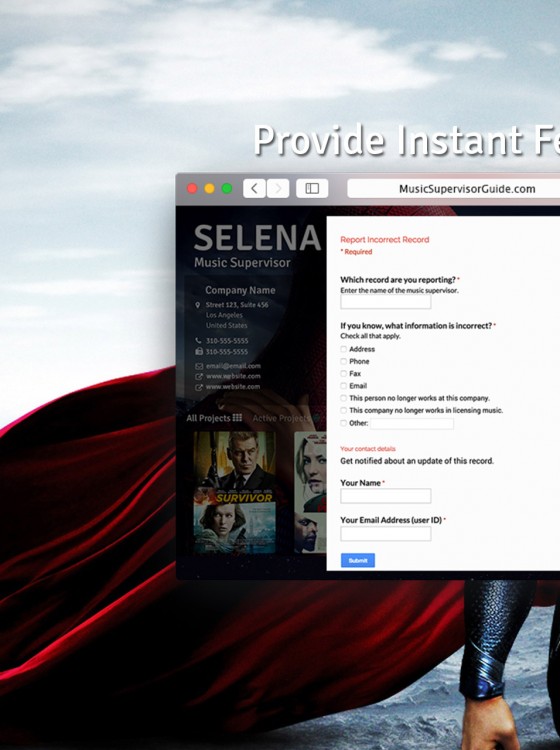 Provide Instant Fe
MusicSupervisorGuide.com
SELENA
Music Supervisor
Company Name
Street 123, Suite 456
Los Angeles
United States
310-555-5555
310-555-5555
email@email.com
www.website.com
www.website.com
All Projects
Active Projects
SURVIVOR
Report Incorrect Record
* Required
Which record are you reporting? *
Enter the name of the music supervisor.
If you know, what information is incorrect? *
Check all that apply.
Address
Phone
Fax
Email
This person no longer works at this company.
This company no longer works in licensing music.
Other:
Your contact details
Get notified about an update of this record.
Your Name *
Your Email Address (user ID) *
Submit